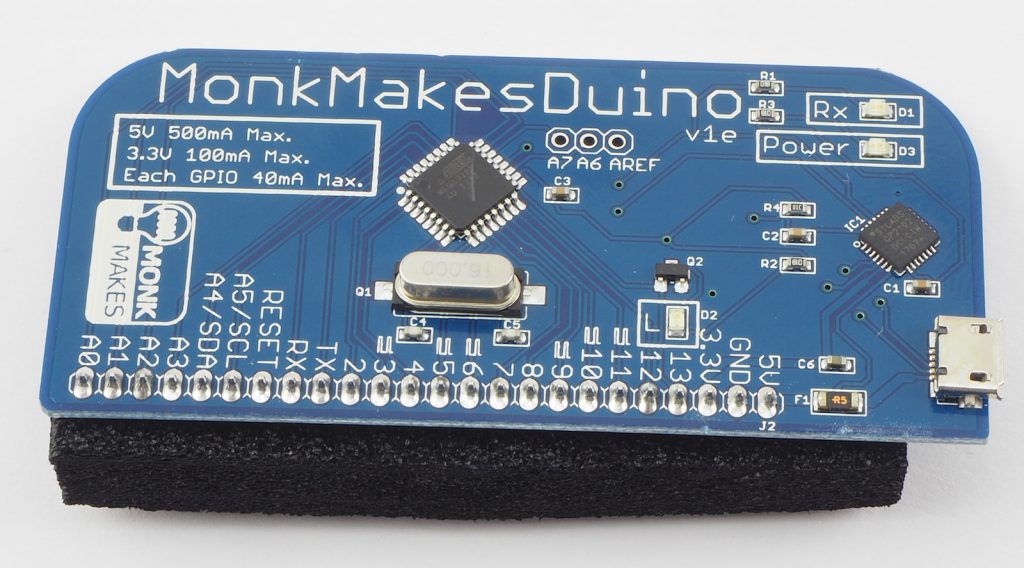 MonkMakesDuino
v1e
5V 500mA Max.
3.3V 100mA Max.
Each GPIO 40mA Max.
MONK
MAKES
A7 A6 AREF
R1
R3
Rx
D1
Power
D3
C3
R4
C2
R2
IC1
C1
Q2
Q1
16.000
C4
C5
L
D2
C6
F1
R5
J2
A0
A1
A2
A3
A4/SDA
A5/SCL
RESET
RX
TX
2
=3
4
=5
=6
7
8
=9
=10
=11
12
13
3.3V
GND
5V